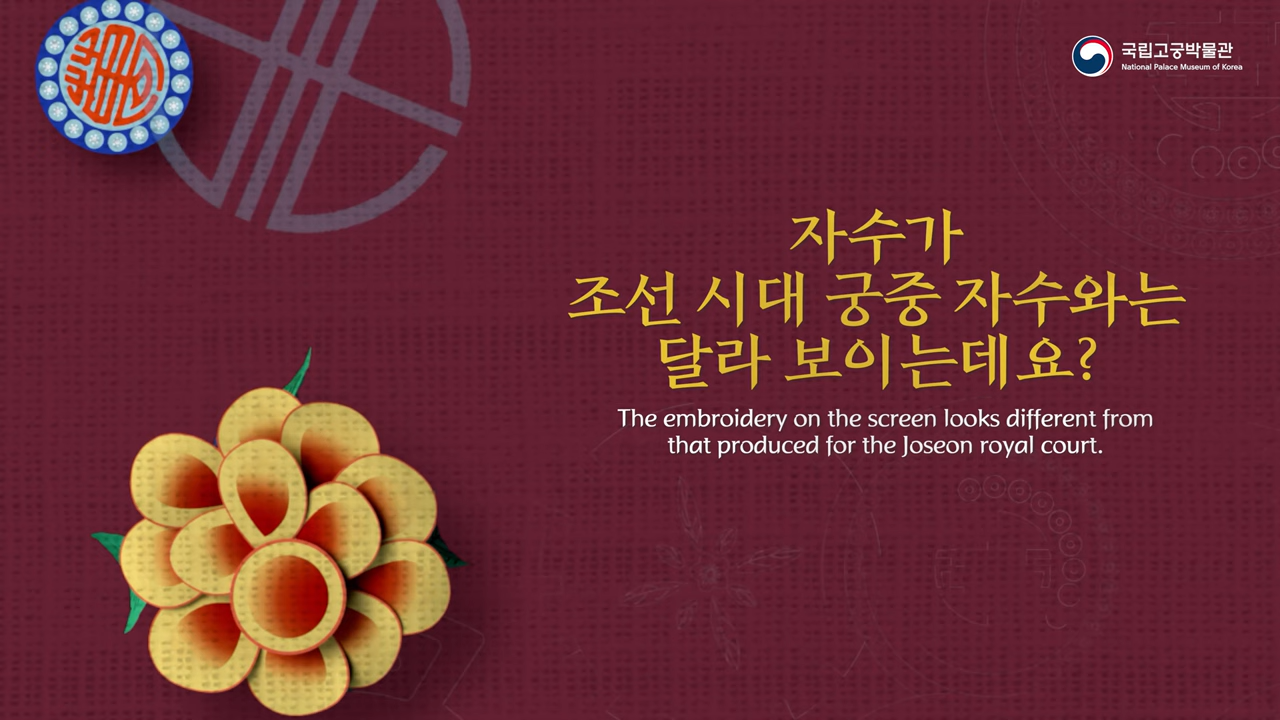 국립고궁박물관
National Palace Museum of Korea
자수가
조선 시대 궁중 자수와는
달라 보이는데요?
The embroidery on the screen looks different from
that produced for the Joseon royal court.